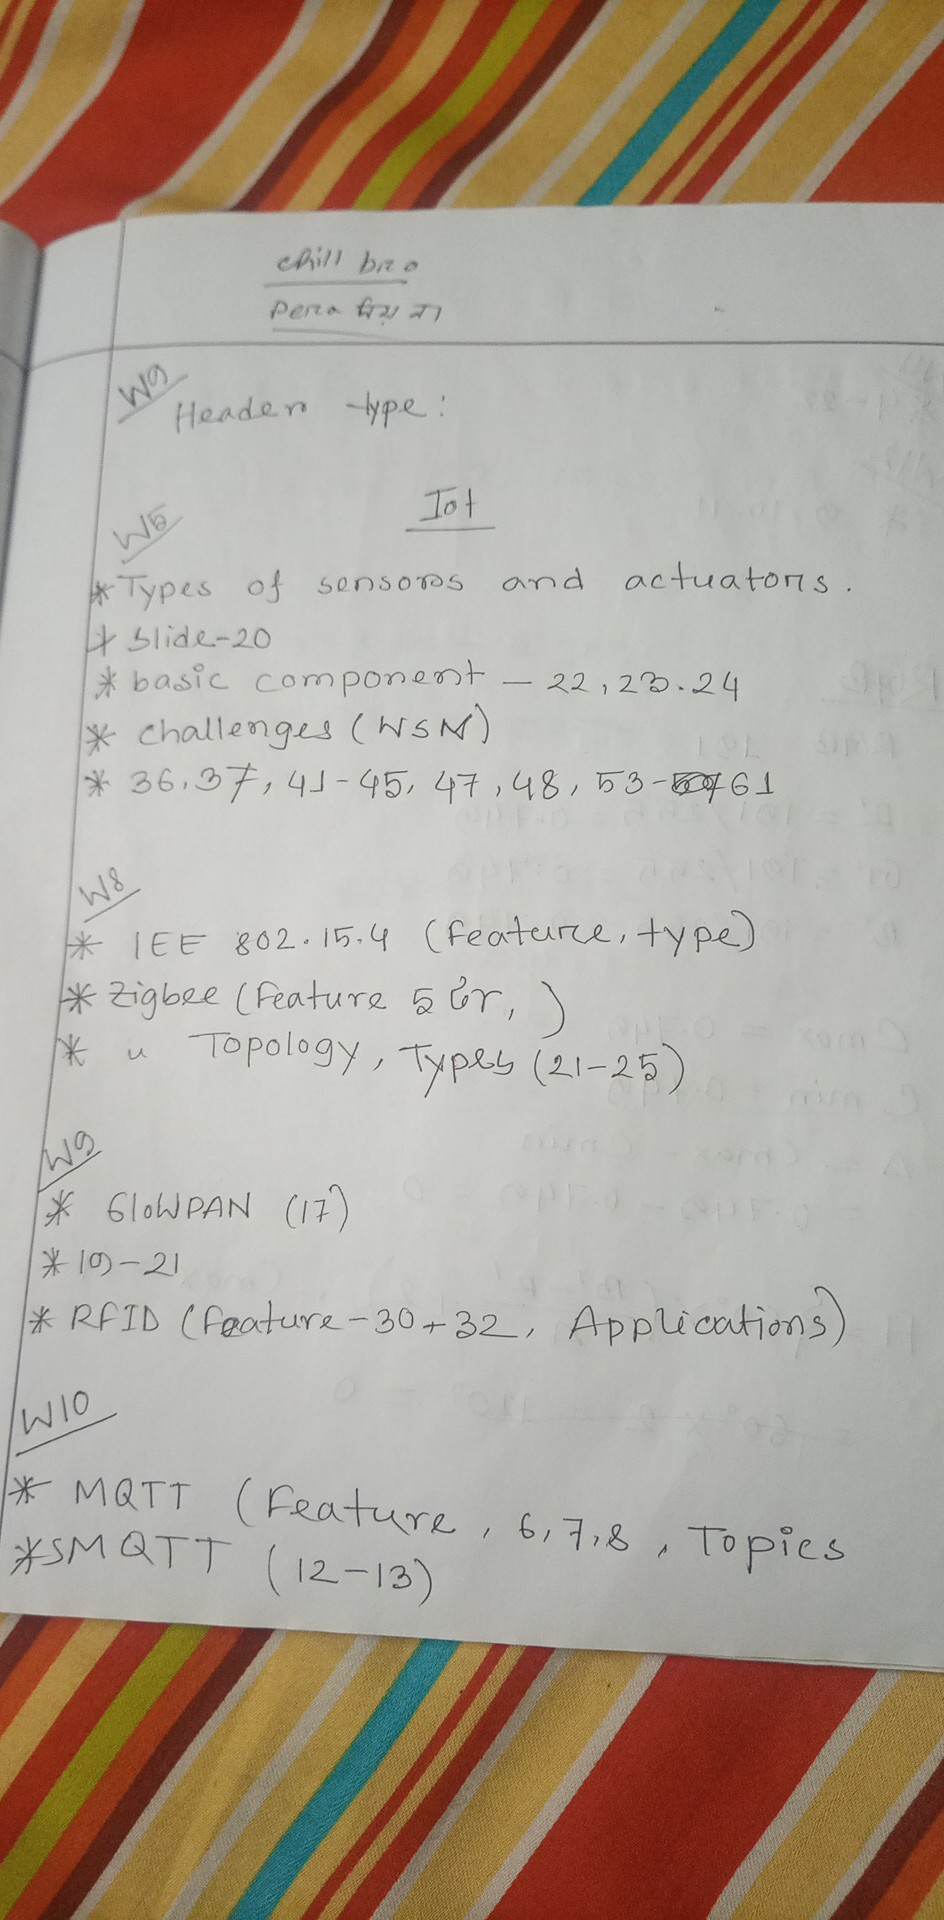 chill bro
Pera নিয় না
W9
Header type:
Iot
W5
* Types of sensors and actuators.
* Slide-20
* basic component - 22, 23. 24
* challenges (WSN)
* 36, 37, 41-45, 47, 48, 53-61
W8
* IEE 802.15.4 (Feature, type)
* Zigbee (Feature 5 টা,)
* " Topology, Types (21-25)
W9
* 6loWPAN (17)
* 19-21
* RFID (Feature-30+32, Applications)
W10
* MQTT (Feature, 6, 7, 8, Topics
* SMQTT (12-13)